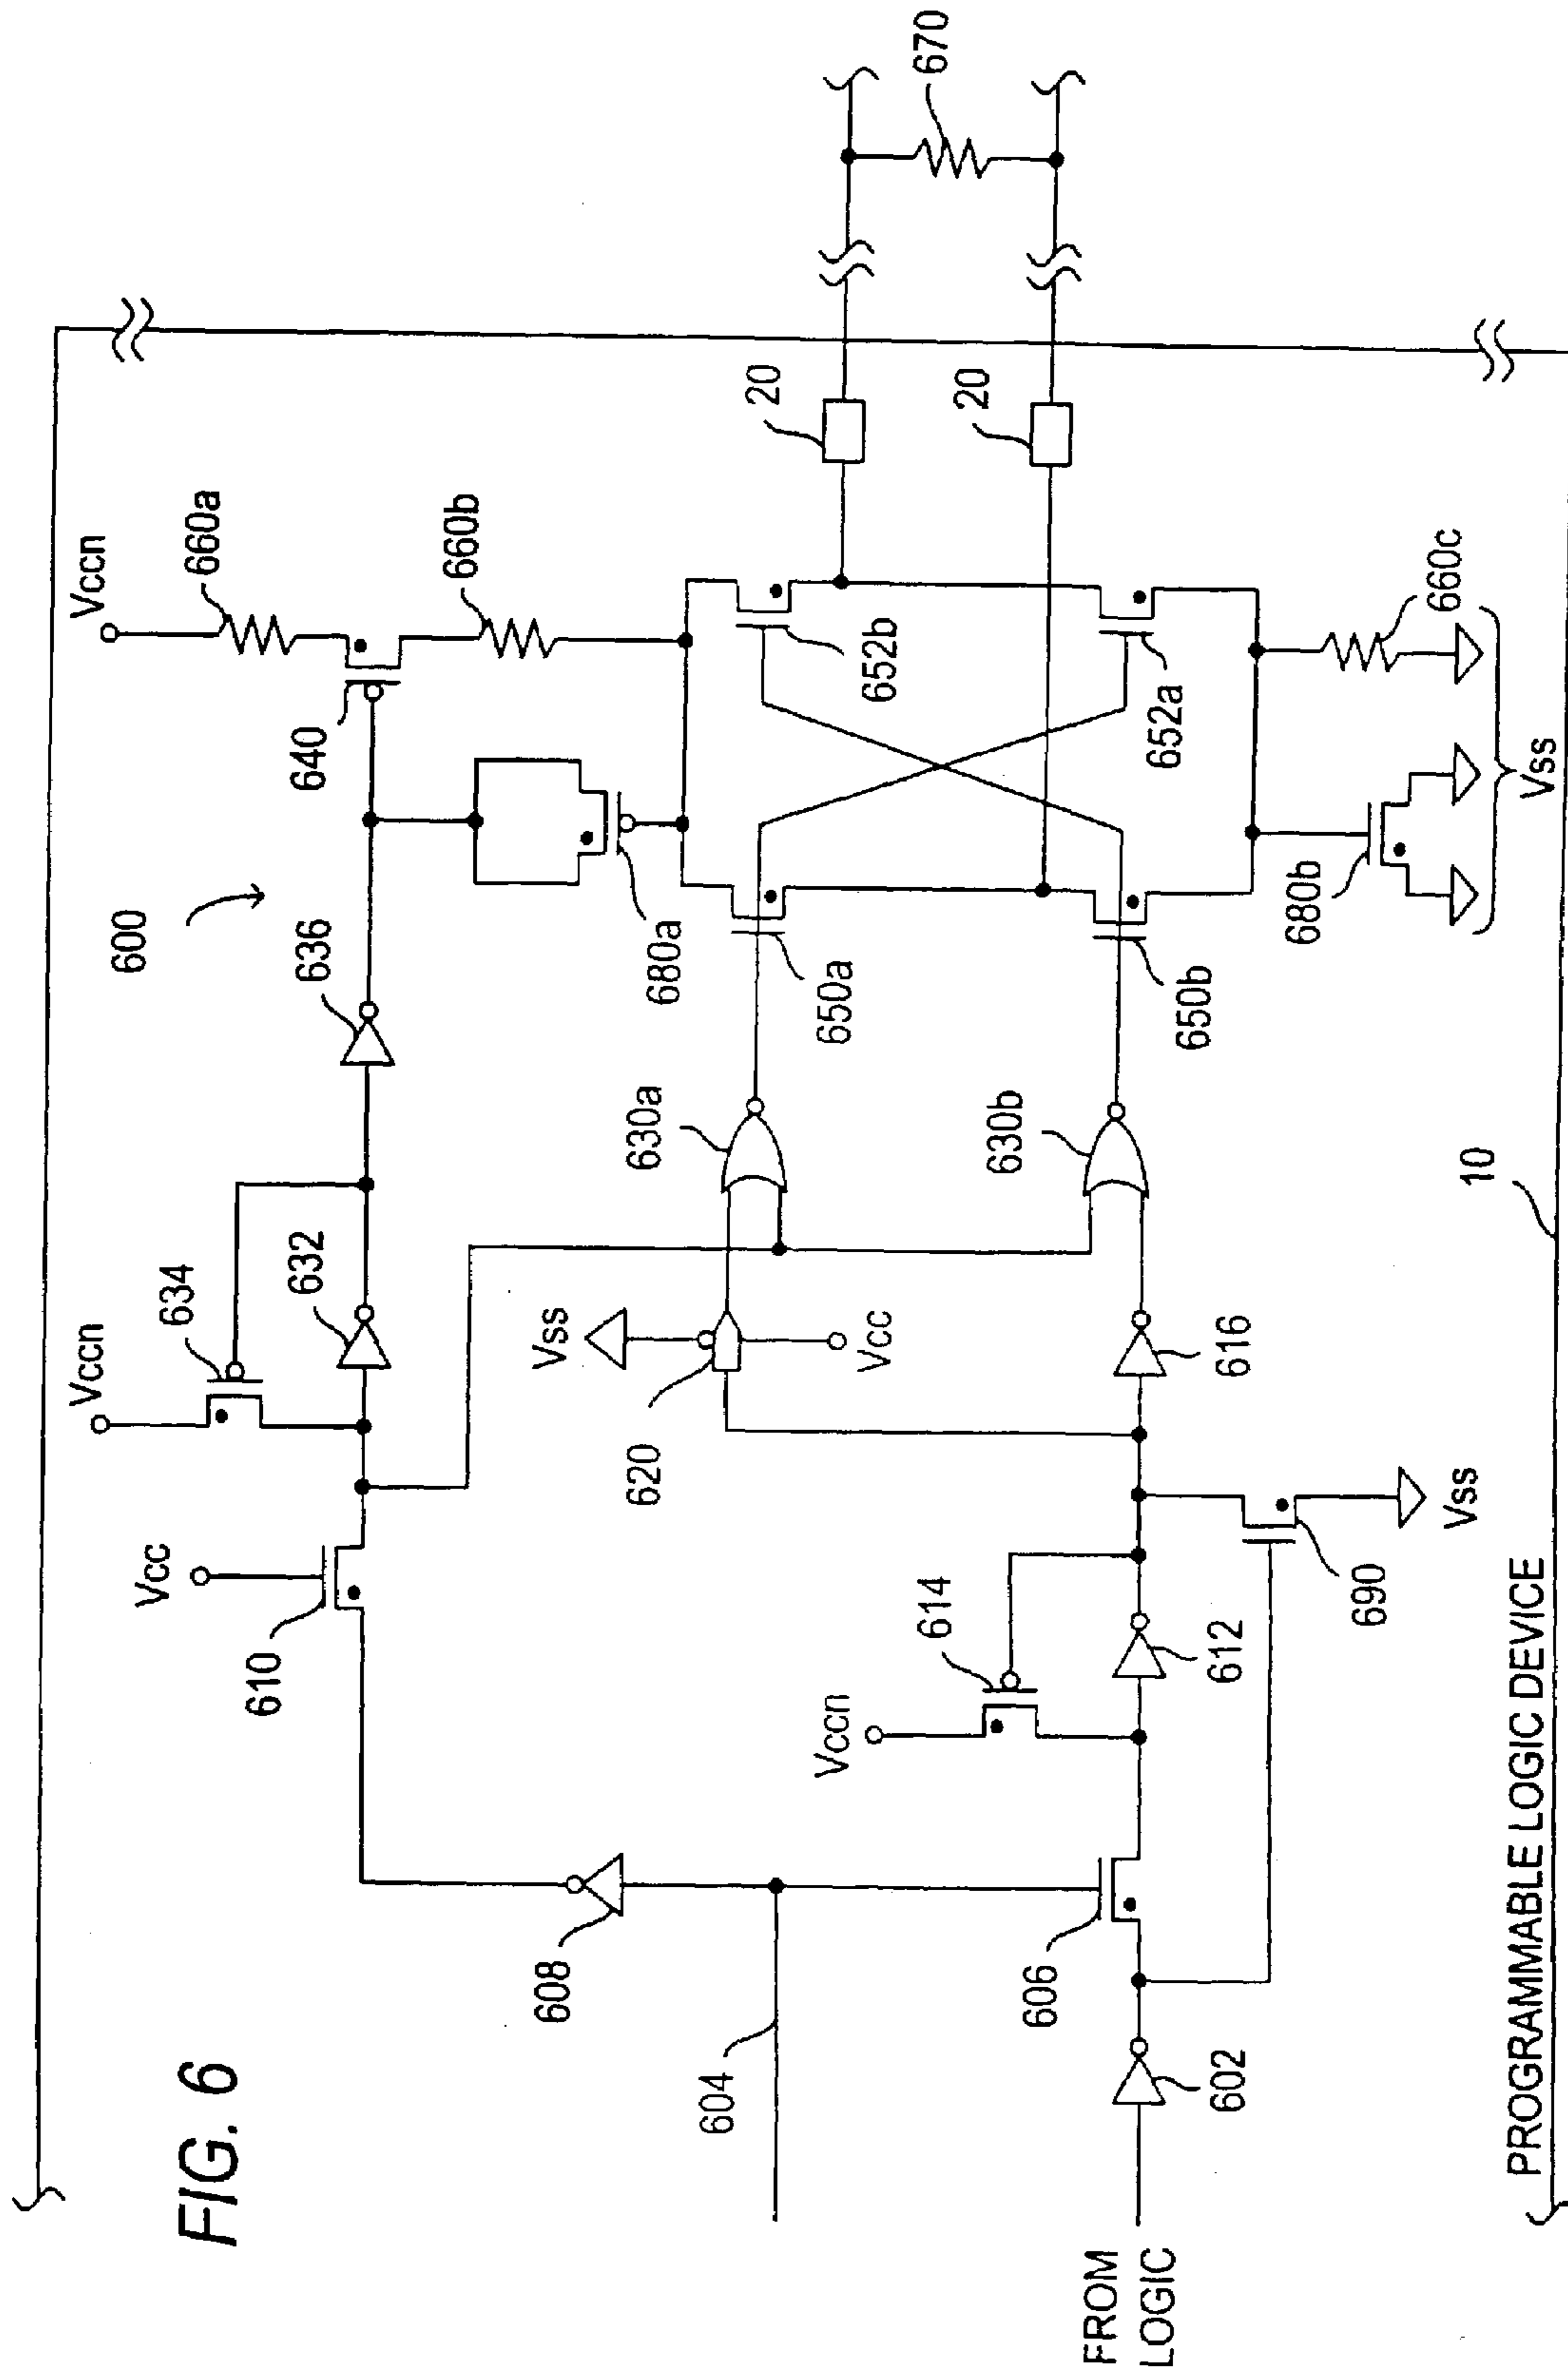 FIG. 6
600
Vccn
634
632
636
Vccn
660a
640
660b
Vcc
610
680a
608
604
Vss
620
Vcc
630a
650a
652b
20
670
20
Vccn
614
630b
650b
652a
606
602
612
616
690
Vss
680b
660c
Vss
FROM
LOGIC
10
PROGRAMMABLE LOGIC DEVICE